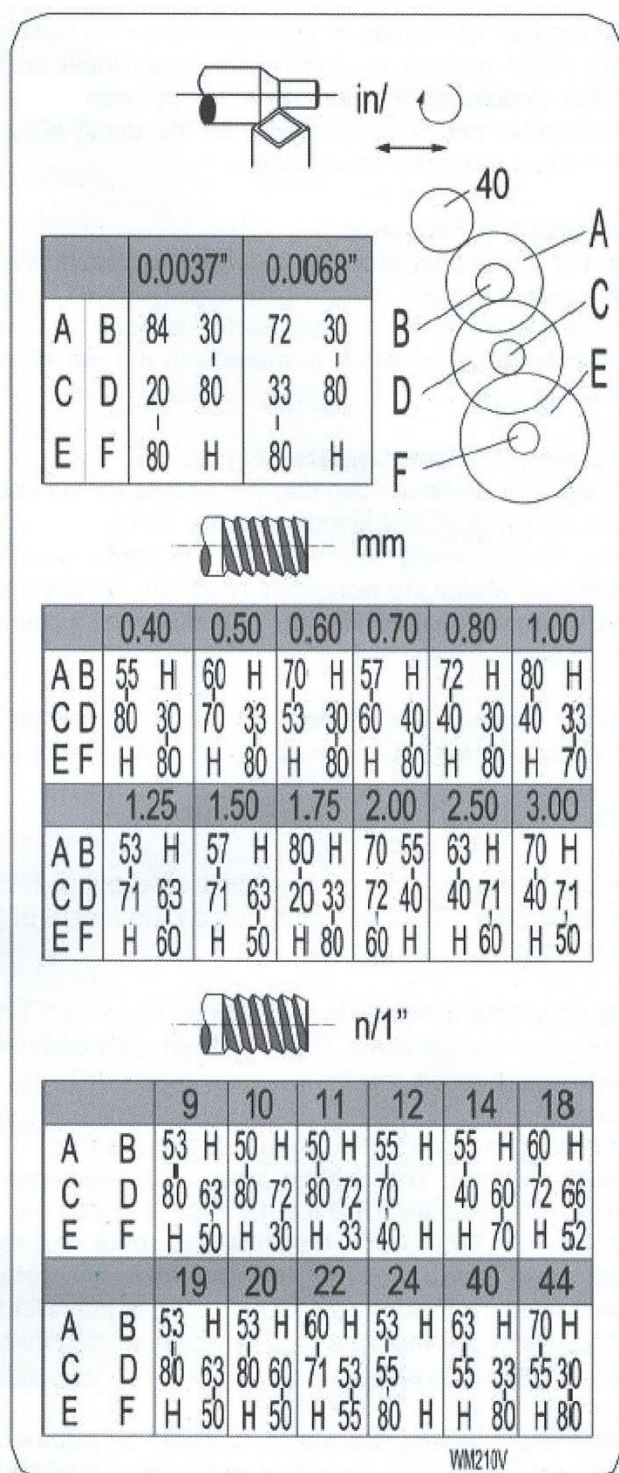 in/
40
A
B
C
D
E
F
0.0037" 0.0068"
A B 84 30 72 30
C D 20 80 33 80
E F 80 H 80 H
mm
0.40 0.50 0.60 0.70 0.80 1.00
A B 55 H 60 H 70 H 57 H 72 H 80 H
C D 80 30 70 33 53 30 60 40 40 30 40 33
E F H 80 H 80 H 80 H 80 H 80 H 70
1.25 1.50 1.75 2.00 2.50 3.00
A B 53 H 57 H 80 H 70 55 63 H 70 H
C D 71 63 71 63 20 33 72 40 40 71 40 71
E F H 60 H 50 H 80 60 H H 60 H 50
n/1"
9 10 11 12 14 18
A B 53 H 50 H 50 H 55 H 55 H 60 H
C D 80 63 80 72 80 72 70 40 60 72 66
E F H 50 H 30 H 33 40 H H 70 H 52
19 20 22 24 40 44
A B 53 H 53 H 60 H 53 H 63 H 70 H
C D 80 63 80 60 71 53 55 55 33 55 30
E F H 50 H 50 H 55 80 H H 80 H 80
WM210V